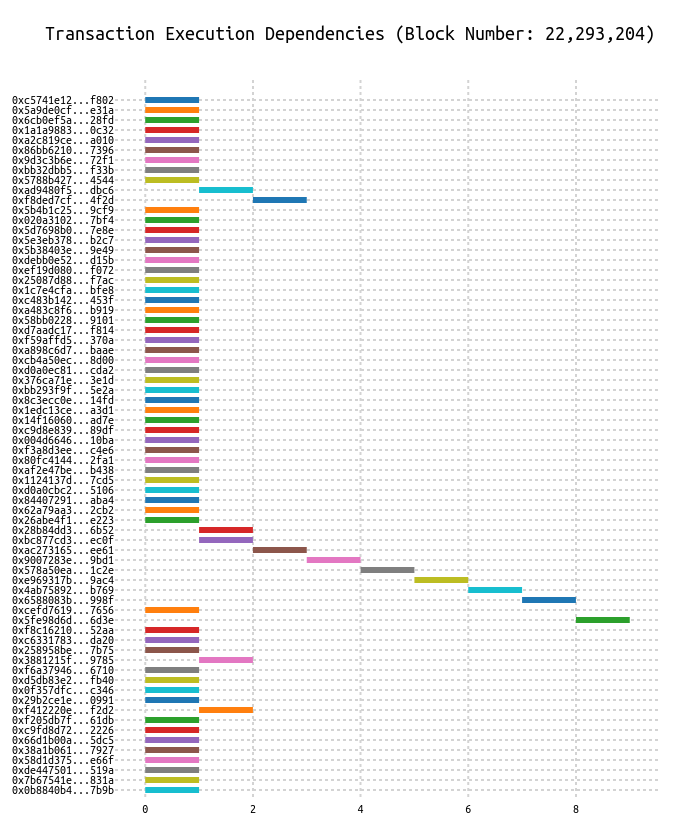 Transaction Execution Dependencies (Block Number: 22,293,204)
0xc5741e12...f802
0x5a9de0cf...e31a
0x6cb0ef5a...28fd
0x1a1a9883...0c32
0xa2c819ce...a010
0x86bb6210...7396
0x9d3c3b6e...72f1
0xbb32dbb5...f33b
0x5788b427...4544
0xad9480f5...dbc6
0xf8ded7cf...4f2d
0x5b4b1c25...9cf9
0x020a3102...7bf4
0x5d7698b0...7e8e
0x5e3eb378...b2c7
0x5b38403e...9e49
0xdebb0e52...d15b
0xef19d080...f072
0x25087d88...f7ac
0x1c7e4cfa...bfe8
0xc483b142...453f
0xa483c8f6...b919
0x58bb0228...9101
0xd7aadc17...f814
0xf59affd5...370a
0xa898c6d7...baae
0xcb4a50ec...8d00
0xd0a0ec81...cda2
0x376ca71e...3e1d
0xbb293f9f...5e2a
0x8c3ecc0e...14fd
0x1edc13ce...a3d1
0x14f16060...ad7e
0xc9d8e839...89df
0x004d6646...10ba
0xf3a8d3ee...c4e6
0x80fc4144...2fa1
0xaf2e47be...b438
0x1124137d...7cd5
0xd0a0cbc2...5106
0x84407291...aba4
0x62a79aa3...2cb2
0x26abe4f1...e223
0x28b84dd3...6b52
0xbc877cd3...ec0f
0xac273165...ee61
0x9007283e...9bd1
0x578a50ea...1c2e
0xe969317b...9ac4
0x4ab75892...b769
0x6588083b...998f
0xcefd7619...7656
0x5fe98d6d...6d3e
0xf8c16210...52aa
0xc6331783...da20
0x258958be...7b75
0x3881215f...9785
0xf6a37946...6710
0xd5db83e2...fb40
0x0f357dfc...c346
0x29b2ce1e...0991
0xf412220e...f2d2
0xf205db7f...61db
0xc9fd8d72...2226
0x66d1b00a...5dc5
0x38a1b061...7927
0x58d1d375...e66f
0xde447501...519a
0x7b67541e...831a
0x0b8840b4...7b9b
0 2 4 6 8